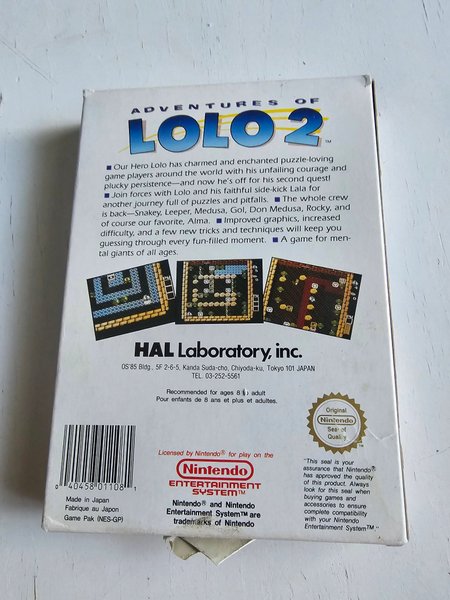 ADVENTURES OF
LOLO 2™
■ Our Hero Lolo has charmed and enchanted puzzle-loving
game players around the world with his unfailing courage and
plucky persistence—and now he's off for his second quest!
■ Join forces with Lolo and his faithful side-kick Lala for
another journey full of puzzles and pitfalls. ■ The whole crew
is back—Snakey, Leeper, Medusa, Gol, Don Medusa, Rocky, and
of course our favorite, Alma. ■ Improved graphics, increased
difficulty, and a few new tricks and techniques will keep you
guessing through every fun-filled moment. ■ A game for men-
tal giants of all ages.
HAL Laboratory, inc.
OS'85 Bldg., 5F 2-6-5, Kanda Suda-cho, Chiyoda-ku, Tokyo 101 JAPAN
TEL. 03-252-5561
Recommended for ages 8 to adult
Pour enfants de 8 ans et plus et adultes.
0 40458 01108 1
Made in Japan
Fabrique au Japon
Game Pak (NES-GP)
Licensed by Nintendo® for play on the
Nintendo®
ENTERTAINMENT
SYSTEM™
Nintendo® and Nintendo
Entertainment System™ are
trademarks of Nintendo
Original
Nintendo
Seal of
Quality
"This seal is your
assurance that Nintendo®
has approved the quality
of this product. Always
look for this seal when
buying games and
accessories to ensure
complete compatibility
with your Nintendo
Entertainment System™."